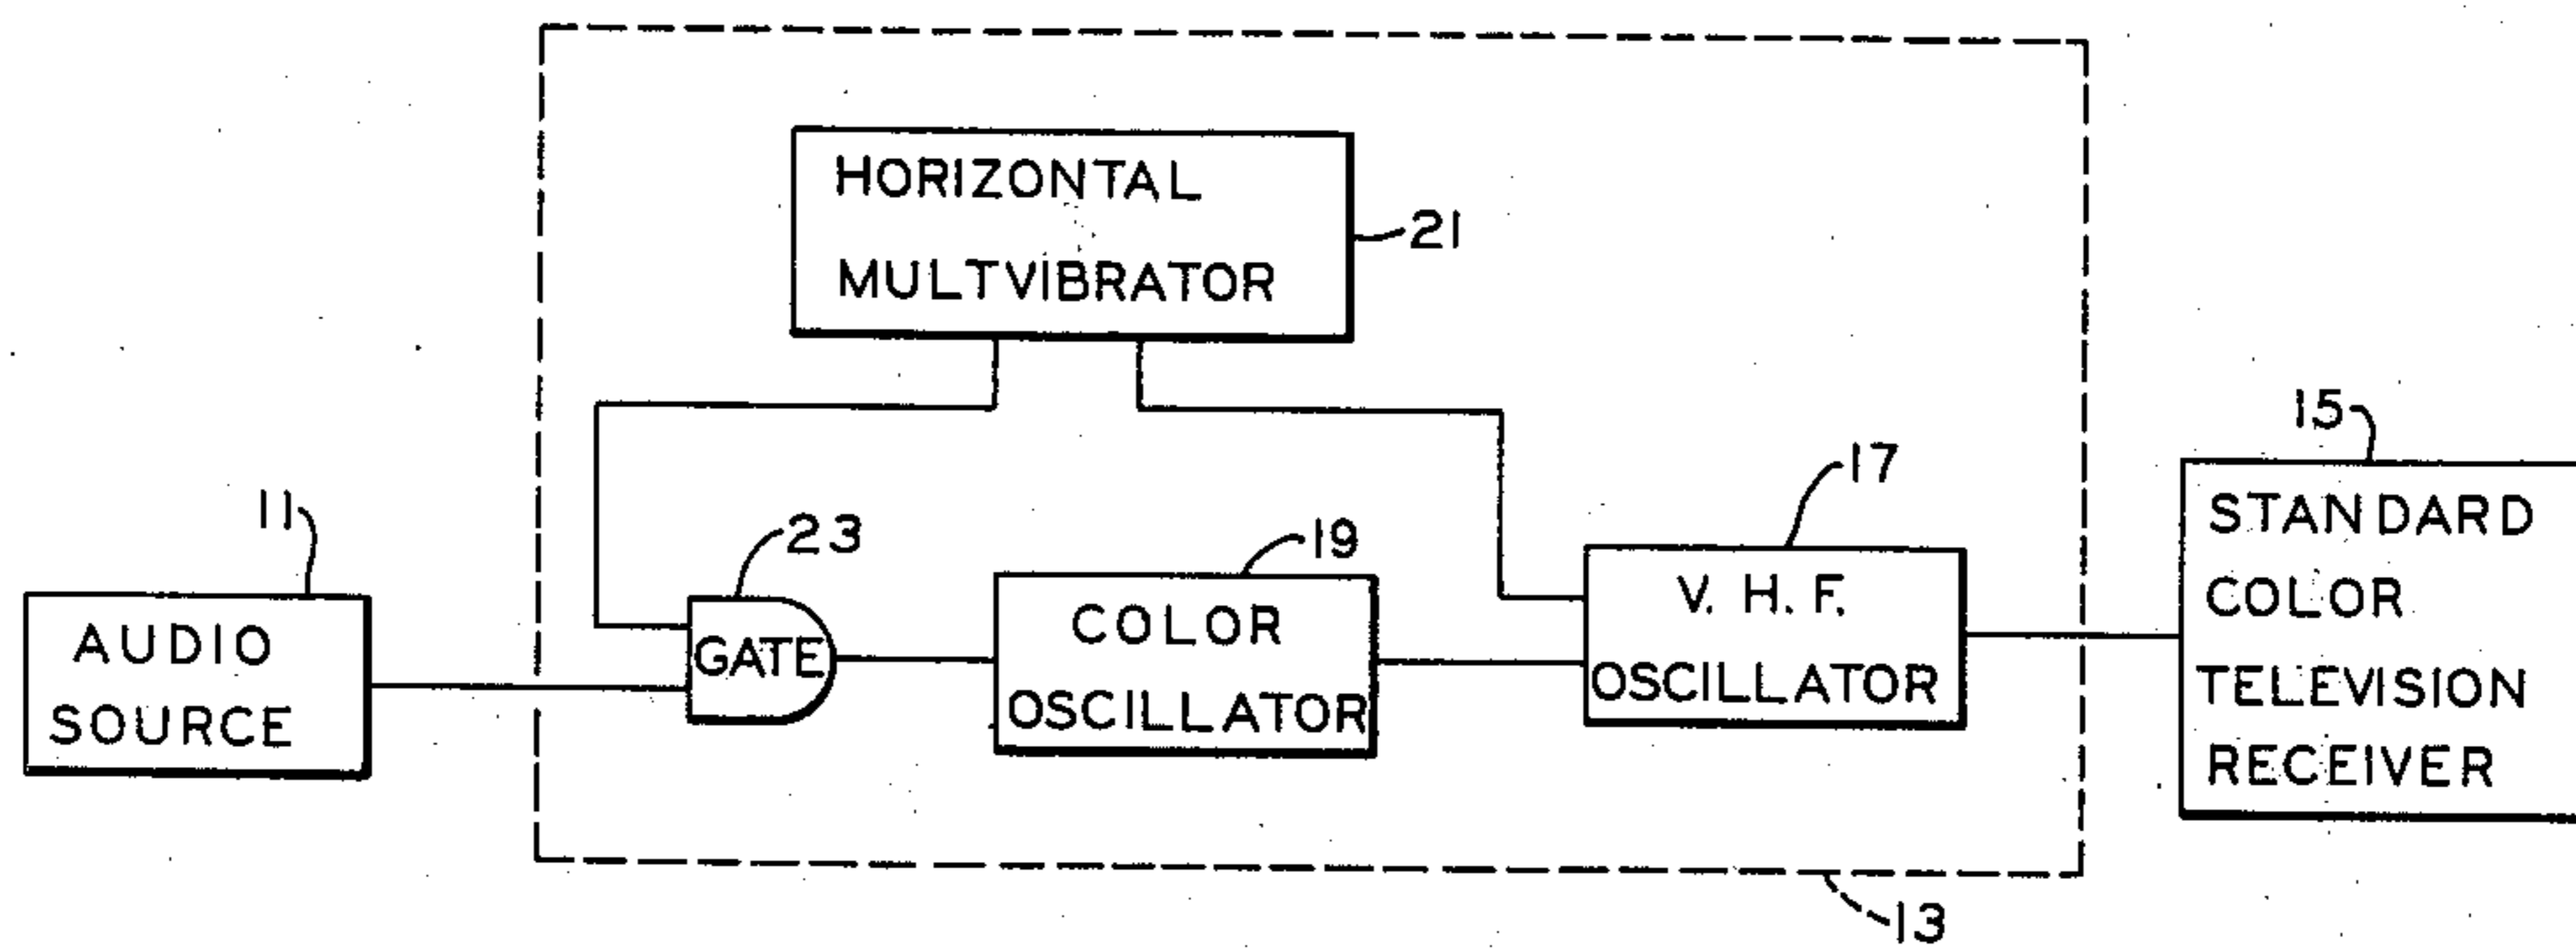 HORIZONTAL
MULTVIBRATOR
21
15
17
11
23
19
STANDARD
COLOR
TELEVISION
RECEIVER
V. H. F.
OSCILLATOR
COLOR
OSCILLATOR
GATE
AUDIO
SOURCE
13